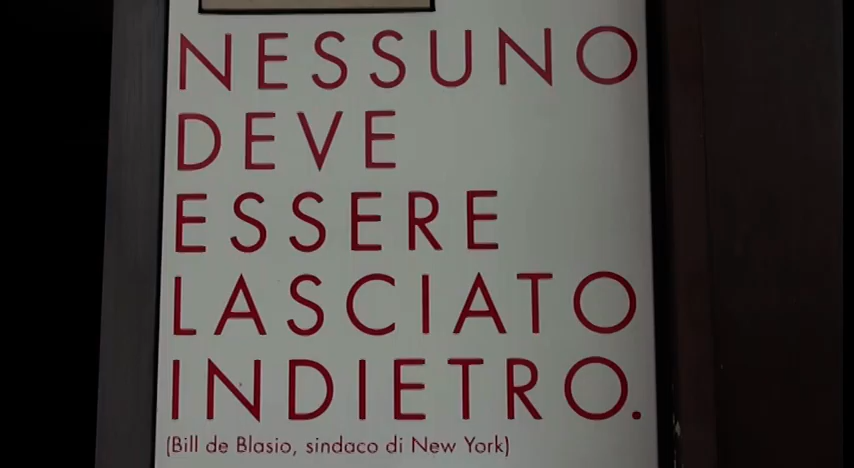 NESSUNO
DEVE
ESSERE
LASCIATO
INDIETRO.
(Bill de Blasio, sindaco di New York)